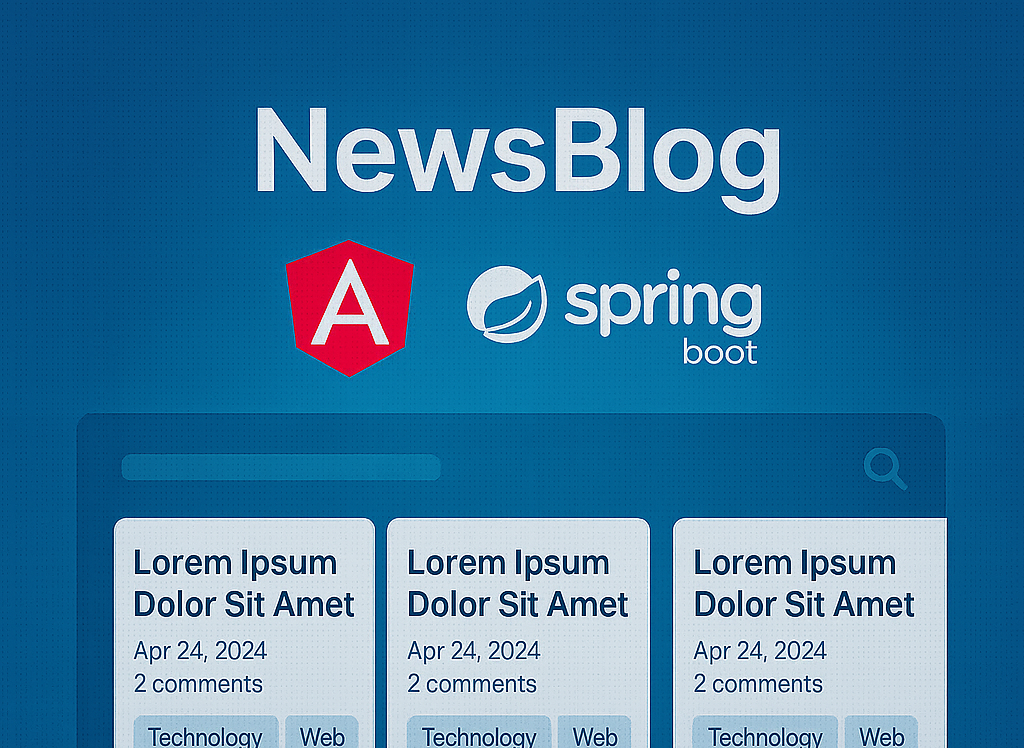 NewsBlog
A
spring
boot
Lorem Ipsum
Dolor Sit Amet
Apr 24, 2024
2 comments
Technology Web
Lorem Ipsum
Dolor Sit Amet
Apr 24, 2024
2 comments
Technology Web
Lorem Ipsum
Dolor Sit Amet
Apr 24, 2024
2 comments
Technology Web